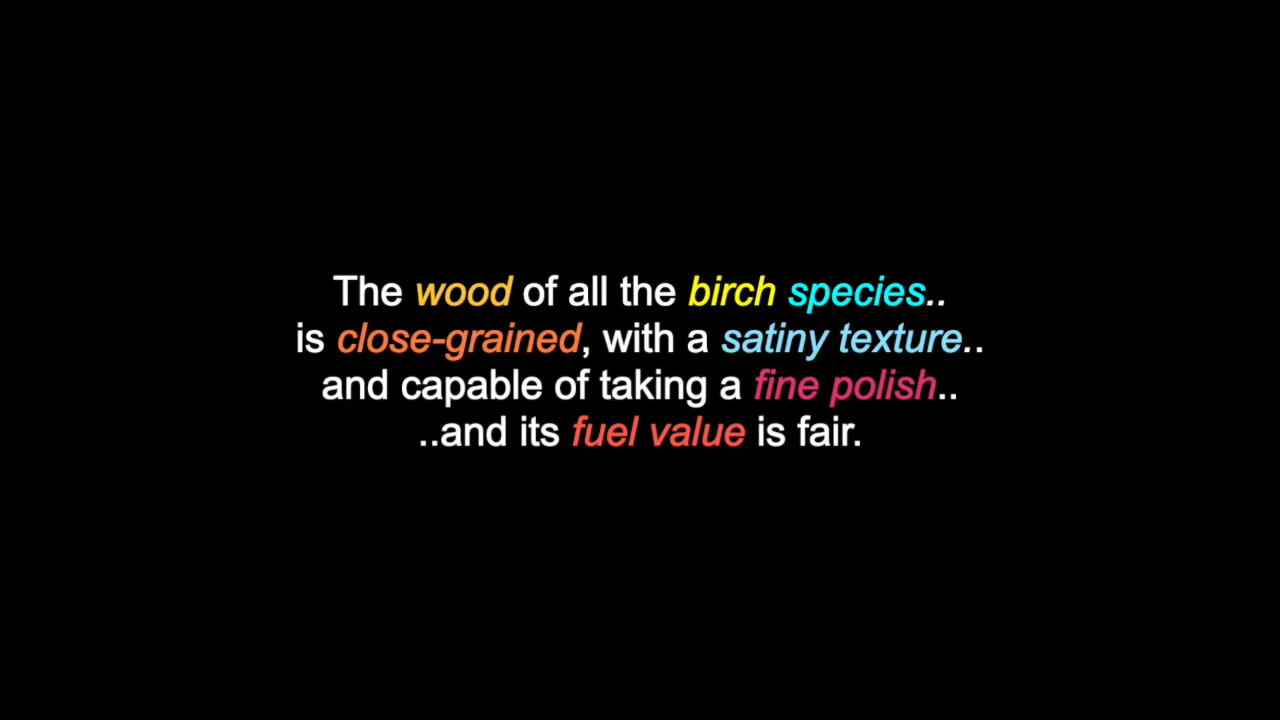 The wood of all the birch species..
is close-grained, with a satiny texture..
and capable of taking a fine polish..
..and its fuel value is fair.